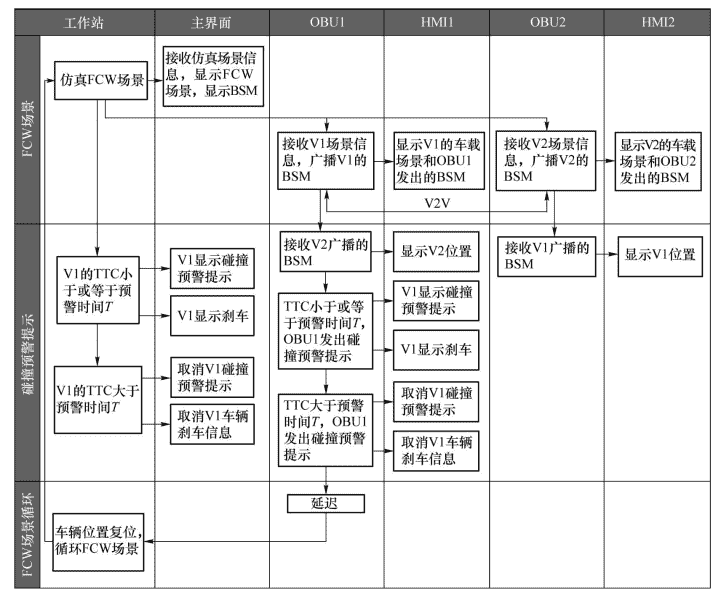 工作站
主界面
OBU1
HMI1
OBU2
HMI2
FCW场景
仿真FCW场景
接收仿真场景信
息，显示FCW
场景，显示BSM
接收V1场景信
息，广播V1的
BSM
显示V1的车载
场景和OBU1
发出的BSM
接收V2场景信
息，广播V2的
BSM
显示V2的车载
场景和OBU2
发出的BSM
V2V
碰撞预警提示
V1的TTC小
于或等于预
警时间T
V1显示碰撞
预警提示
V1显示刹车
接收V2广播的
BSM
显示V2位置
接收V1广播的
BSM
显示V1位置
TTC小于或等
于预警时间T，
OBU1发出碰
撞预警提示
V1显示碰撞
预警提示
V1显示刹车
V1的TTC大于
预警时间T
取消V1碰撞
预警提示
取消V1车辆
刹车信息
TTC大于预警
时间T，OBU1
发出碰撞预警
提示
取消V1碰撞
预警提示
取消V1车辆
刹车信息
FCW场景循环
延迟
车辆位置复位，
循环FCW场景